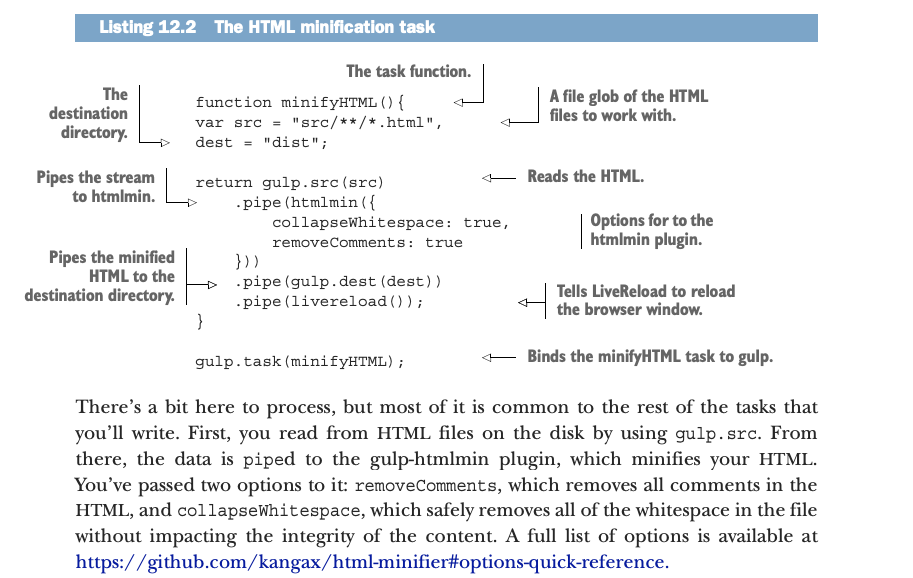 Listing 12.2 The HTML minification task
The task function.
The
destination
directory.
A file glob of the HTML
files to work with.
function minifyHTML(){
var src = "src/**/*.html",
dest = "dist";
Pipes the stream
to htmlmin.
Reads the HTML.
return gulp.src(src)
.pipe(htmlmin({
collapseWhitespace: true,
removeComments: true
}))
Options for to the
htmlmin plugin.
Pipes the minified
HTML to the
destination directory.
.pipe(gulp.dest(dest))
.pipe(livereload());
}
Tells LiveReload to reload
the browser window.
gulp.task(minifyHTML);
Binds the minifyHTML task to gulp.
There's a bit here to process, but most of it is common to the rest of the tasks that
you'll write. First, you read from HTML files on the disk by using gulp.src. From
there, the data is piped to the gulp-htmlmin plugin, which minifies your HTML.
You've passed two options to it: removeComments, which removes all comments in the
HTML, and collapseWhitespace, which safely removes all of the whitespace in the file
without impacting the integrity of the content. A full list of options is available at
https://github.com/kangax/html-minifier#options-quick-reference.